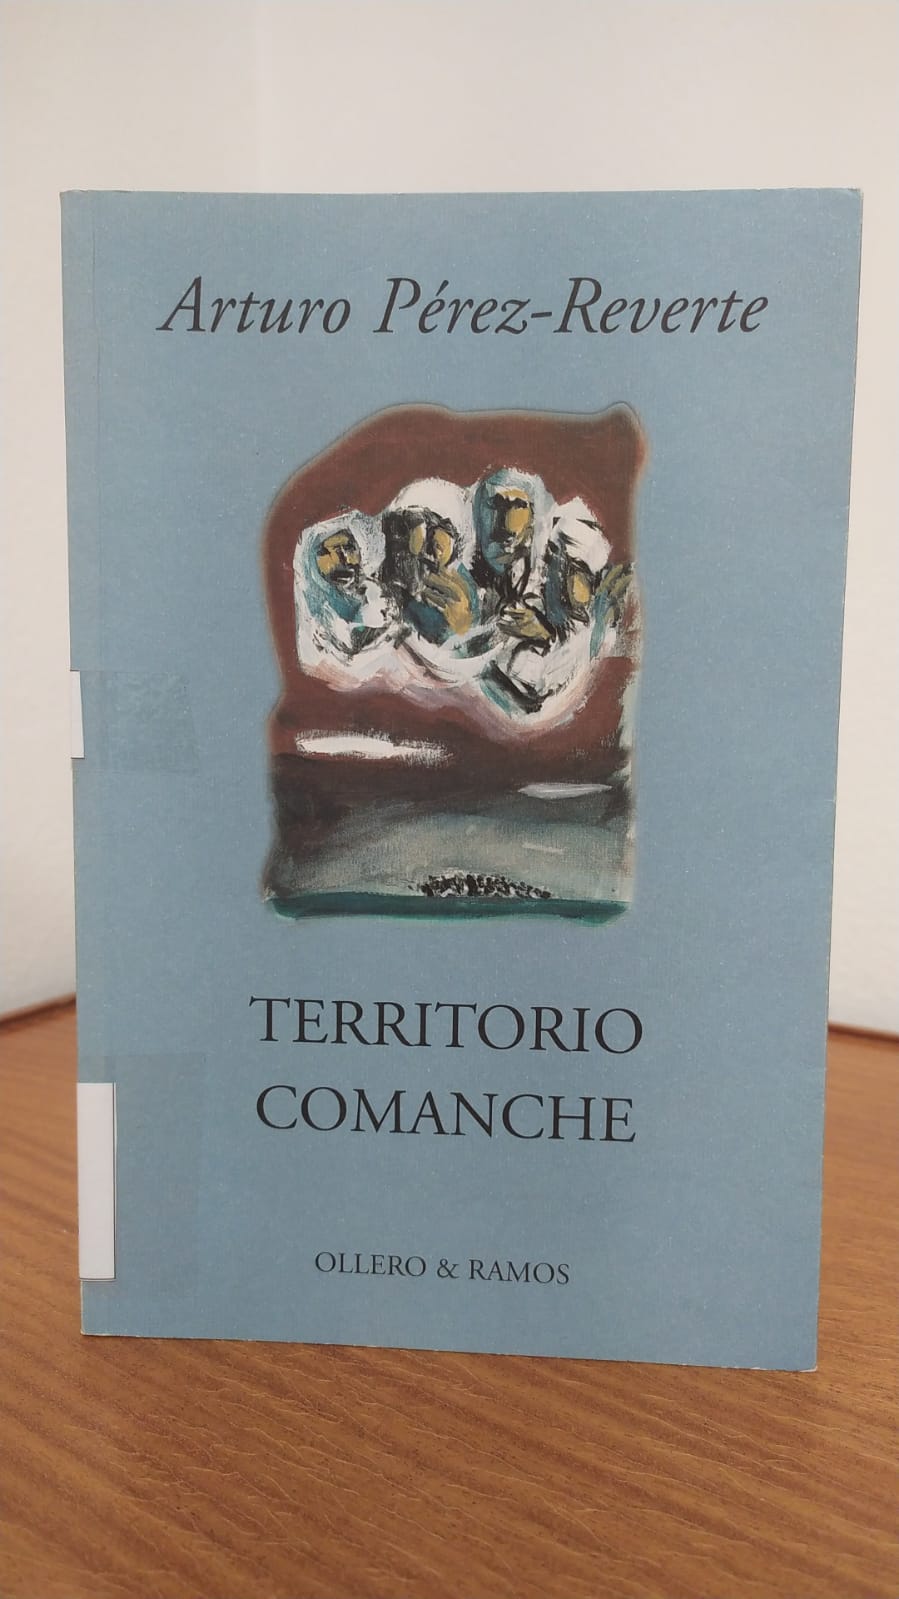 Arturo Pérez-Reverte
TERRITORIO
COMANCHE
OLLERO & RAMOS